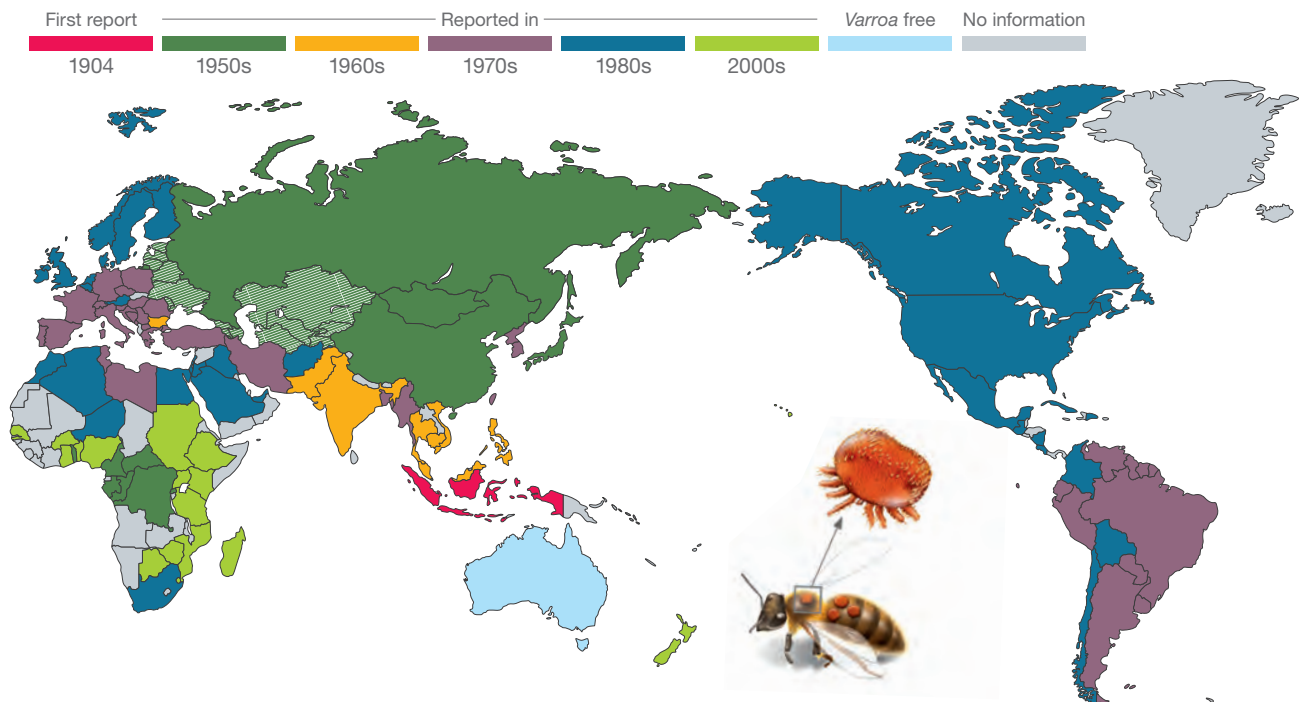 First report
Reported in
Varroa free
No information
1904
1950s
1960s
1970s
1980s
2000s